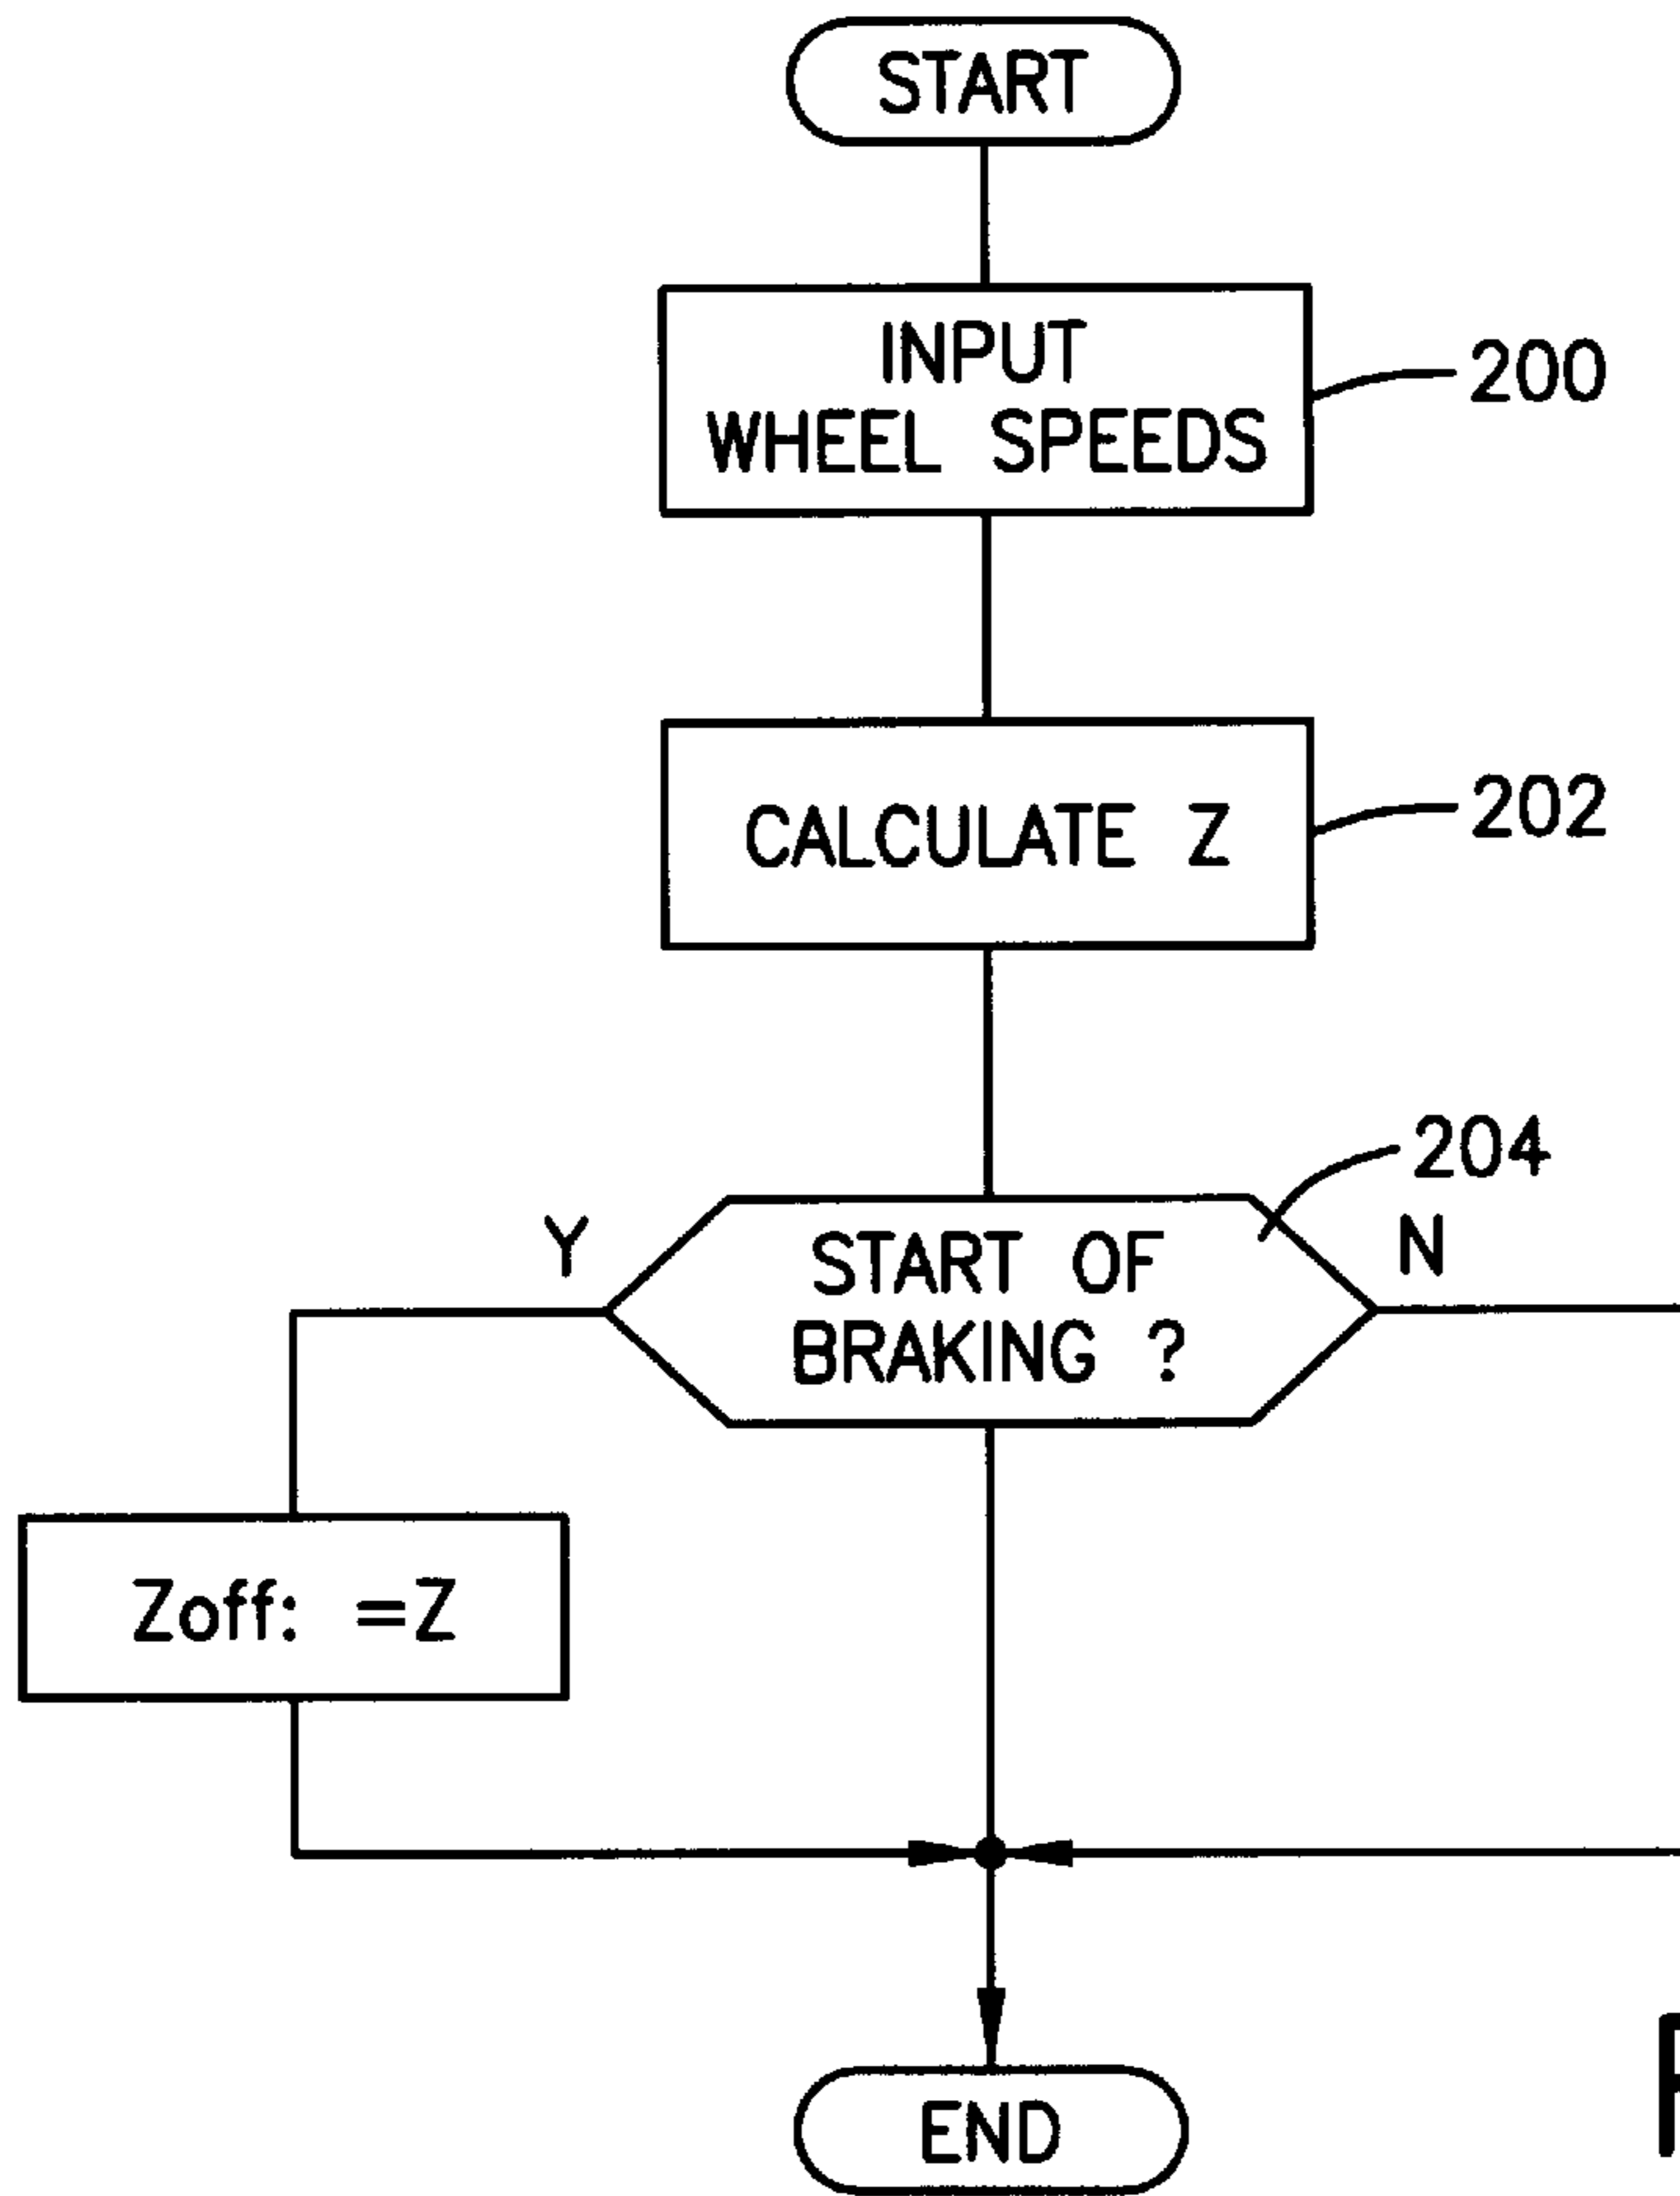 START
INPUT
WHEEL SPEEDS
200
CALCULATE Z
202
204
Y
START OF
BRAKING ?
N
Zoff: =Z
END